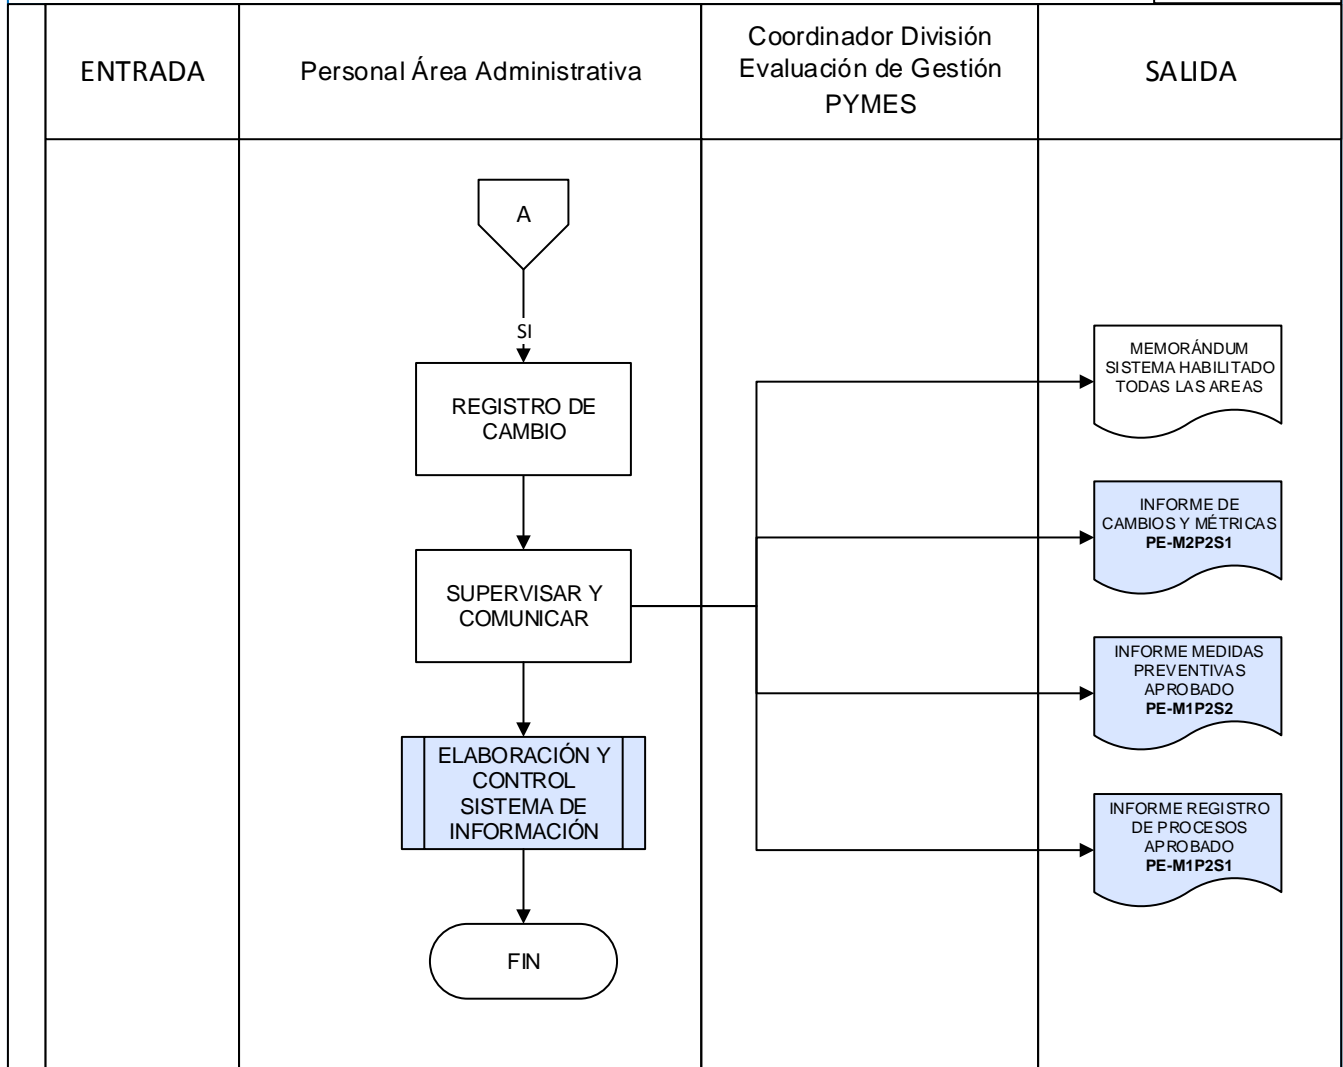 ENTRADA
Personal Área Administrativa
Coordinador División
Evaluación de Gestión
PYMES
SALIDA
A
SI
REGISTRO DE
CAMBIO
SUPERVISAR Y
COMUNICAR
ELABORACIÓN Y
CONTROL
SISTEMA DE
INFORMACIÓN
FIN
MEMORÁNDUM
SISTEMA HABILITADO
TODAS LAS AREAS
INFORME DE
CAMBIOS Y MÉTRICAS
PE-M2P2S1
INFORME MEDIDAS
PREVENTIVAS
APROBADO
PE-M1P2S2
INFORME REGISTRO
DE PROCESOS
APROBADO
PE-M1P2S1